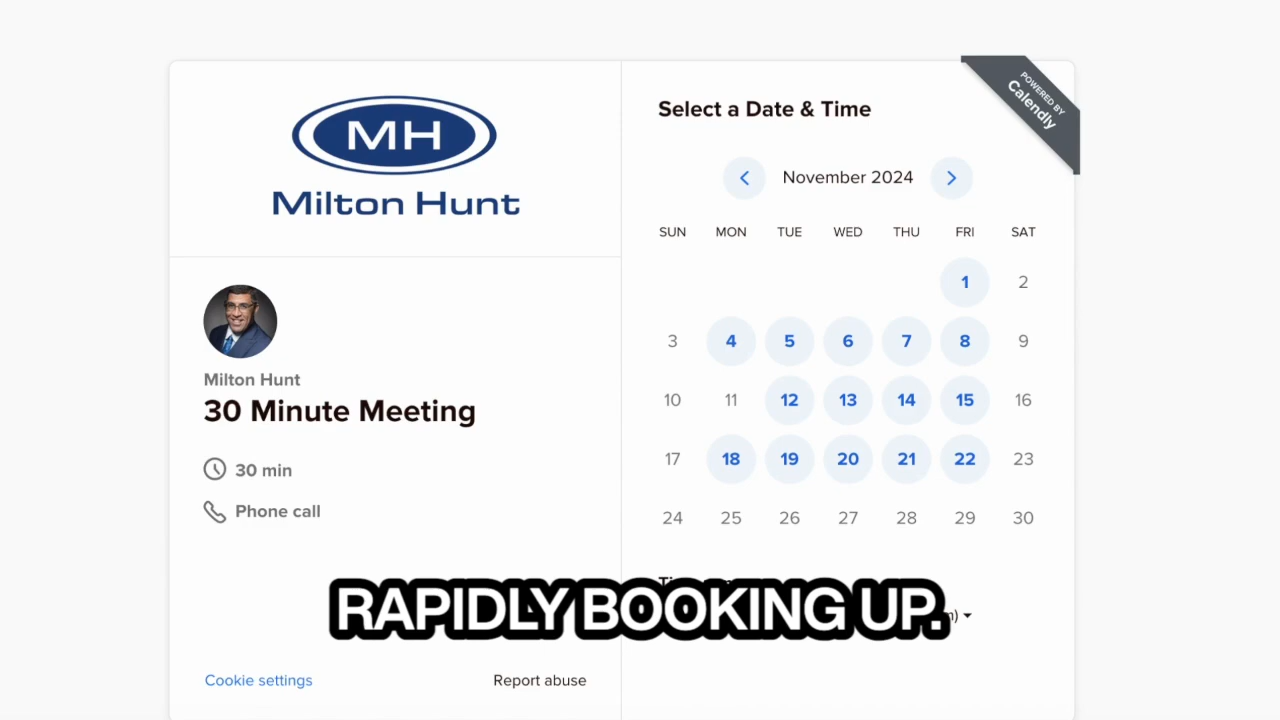 MH
Milton Hunt
Milton Hunt
30 Minute Meeting
30 min
Phone call
Cookie settings
Report abuse
POWERED BY
Calendly
Select a Date & Time
November 2024
SUN MON TUE WED THU FRI SAT
1 2
3 4 5 6 7 8 9
10 11 12 13 14 15 16
17 18 19 20 21 22 23
24 25 26 27 28 29 30
RAPIDLY BOOKING UP.